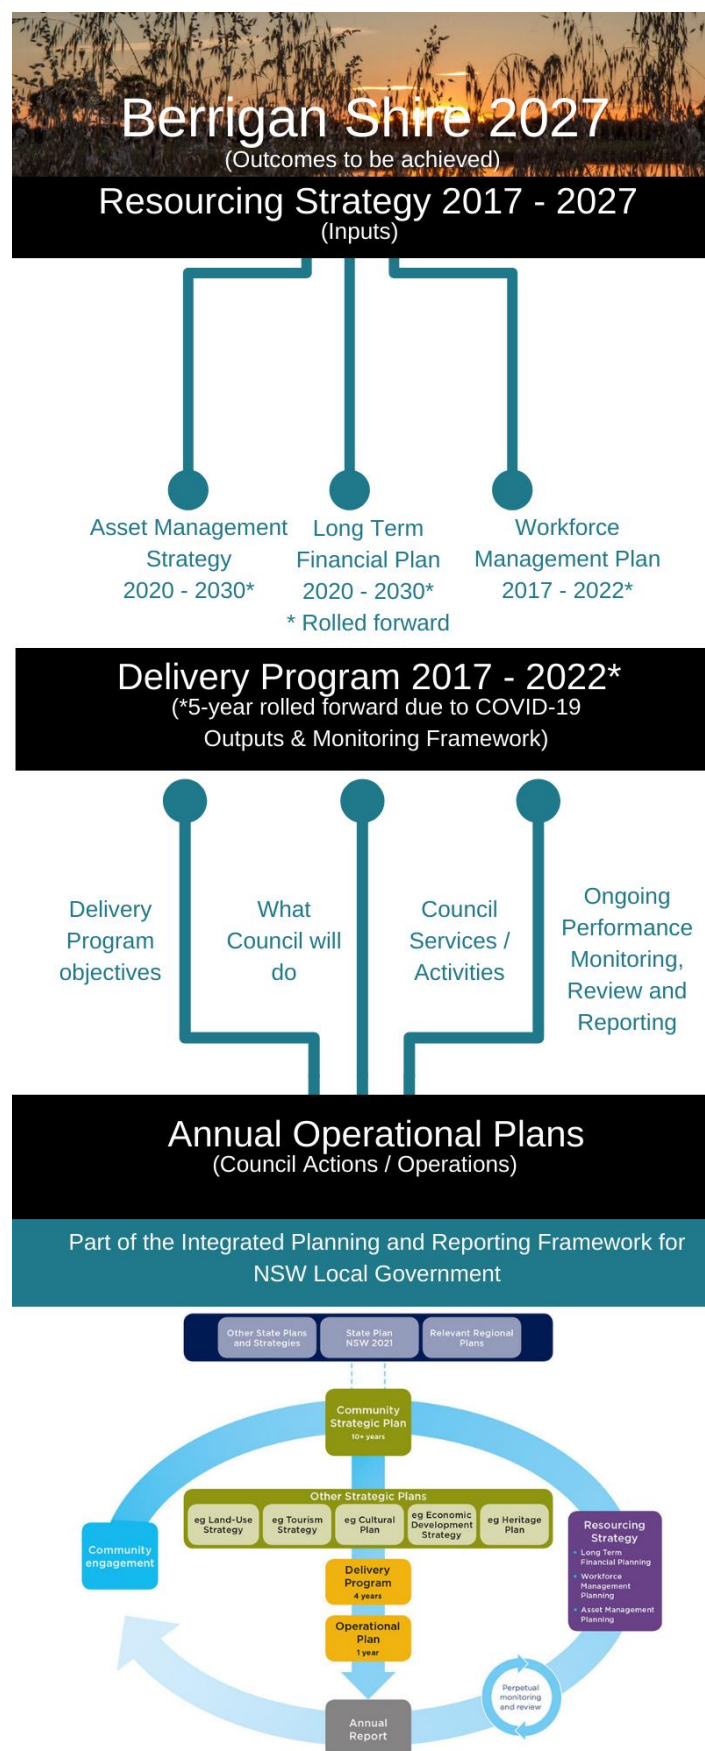 Berrigan Shire 2027
(Outcomes to be achieved)
Resourcing Strategy 2017 - 2027
(Inputs)
Asset Management
Strategy
2020 - 2030*
Long Term
Financial Plan
2020 - 2030*
* Rolled forward
Workforce
Management Plan
2017 - 2022*
Delivery Program 2017 - 2022*
(*5-year rolled forward due to COVID-19
Outputs & Monitoring Framework)
Delivery
Program
objectives
What
Council will
do
Council
Services /
Activities
Ongoing
Performance
Monitoring,
Review and
Reporting
Annual Operational Plans
(Council Actions / Operations)
Part of the Integrated Planning and Reporting Framework for
NSW Local Government
Other State Plans
and Strategies
State Plan
NSW 2021
Relevant Regional
Plans
Community
Strategic Plan
10+ years
Other Strategic Plans
eg Land-Use
Strategy
eg Tourism
Strategy
eg Cultural
Plan
eg Economic
Development
Strategy
eg Heritage
Plan
Community
engagement
Resourcing
Strategy
• Long Term
Financial Planning
• Workforce
Management
Planning
• Asset Management
Planning
Delivery
Program
4 years
Operational
Plan
1 year
Perpetual
monitoring
and review
Annual
Report